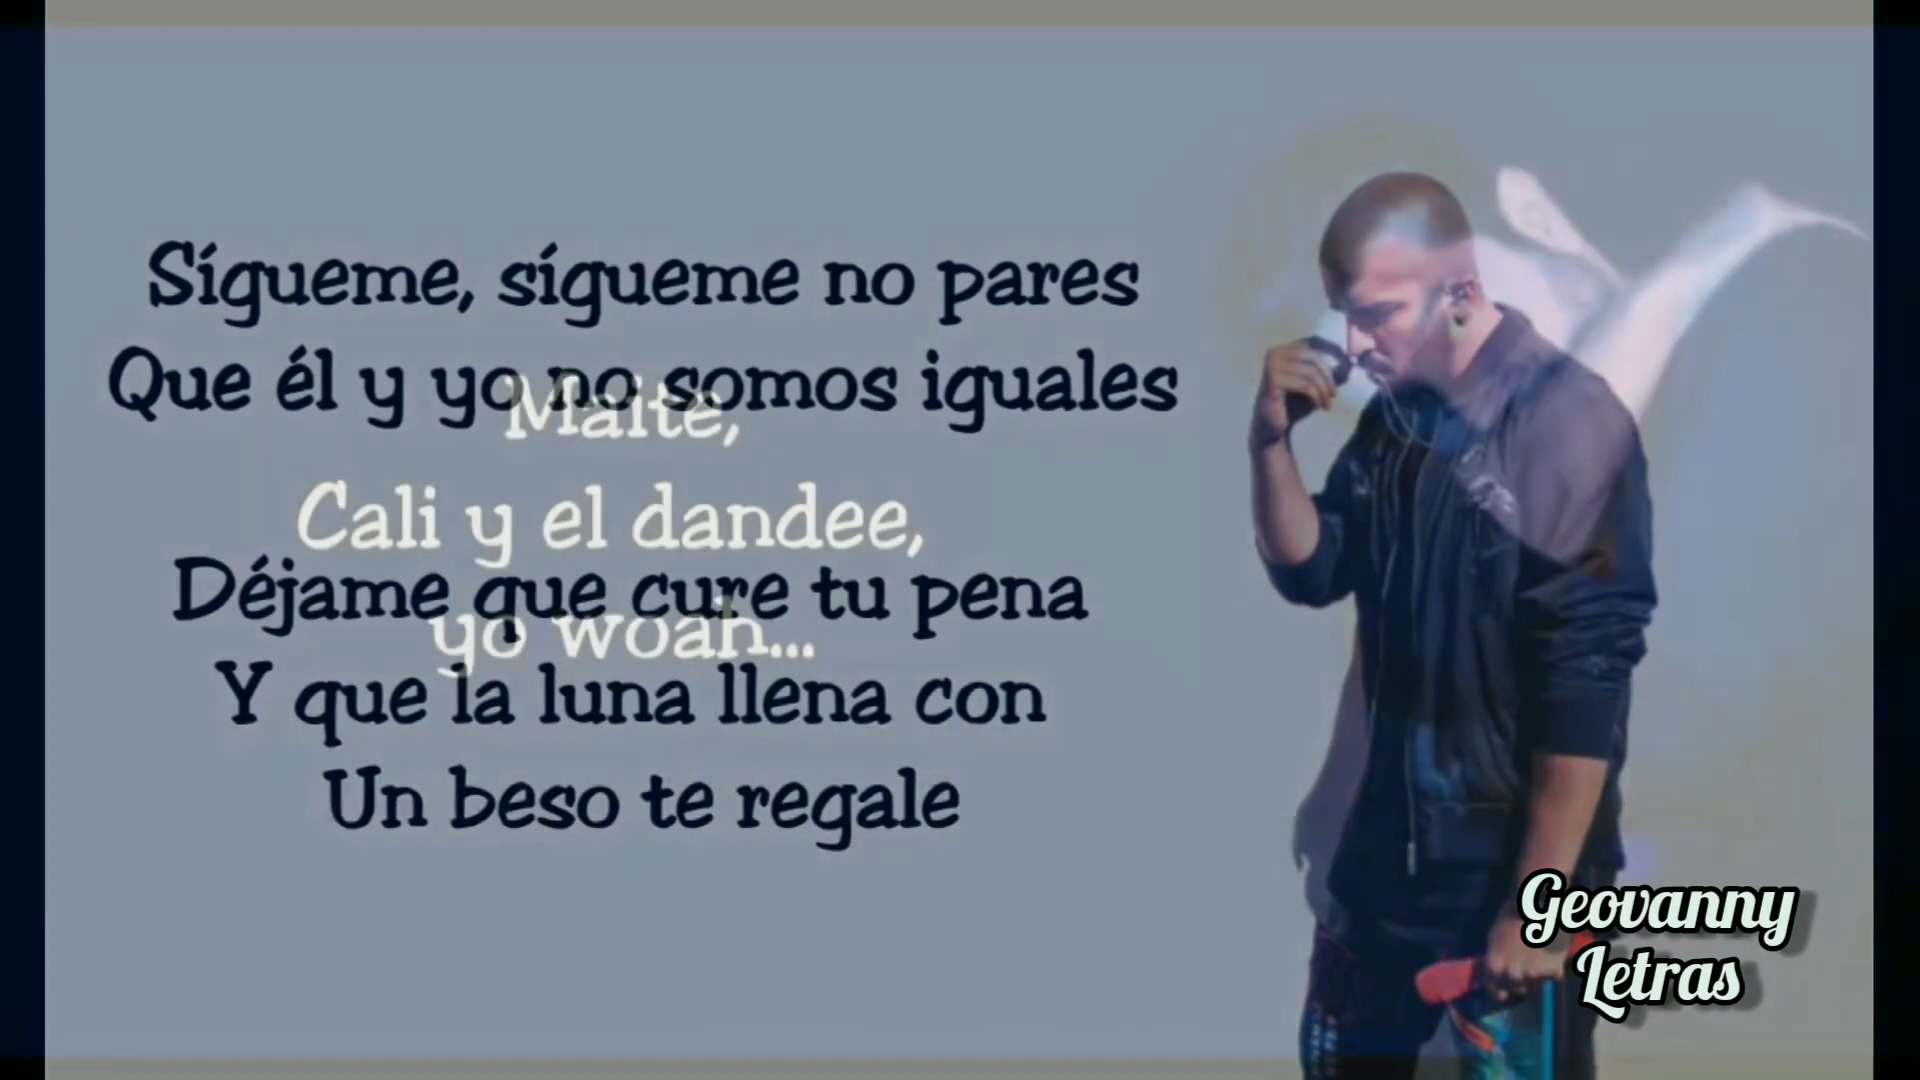 Sígueme, sígueme no pares
Que él y yo no somos iguales
Maite,
Cali y el dandee,
Déjame que cure tu pena
yo woah...
Y que la luna llena con
Un beso te regale
Geovanny
Letras